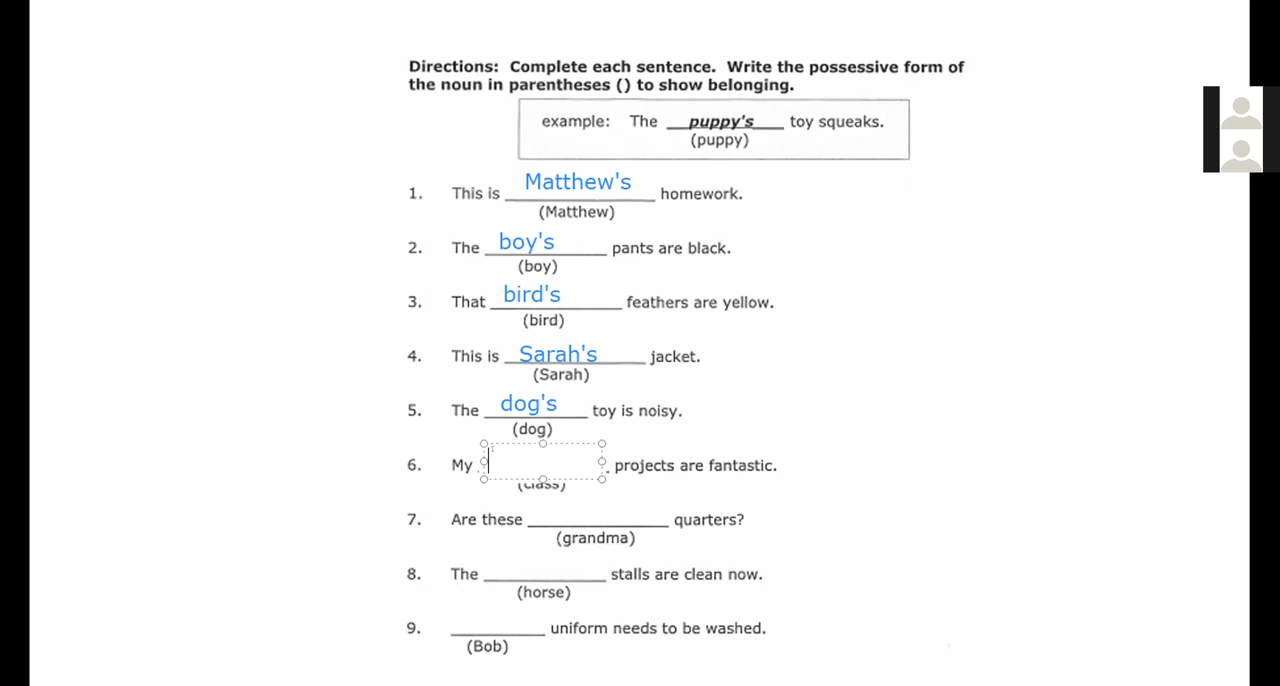 Directions: Complete each sentence. Write the possessive form of
the noun in parentheses () to show belonging.
example: The puppy's toy squeaks.
(puppy)
1. This is Matthew's homework.
(Matthew)
2. The boy's pants are black.
(boy)
3. That bird's feathers are yellow.
(bird)
4. This is Sarah's jacket.
(Sarah)
5. The dog's toy is noisy.
(dog)
6. My projects are fantastic.
(class)
7. Are these quarters?
(grandma)
8. The stalls are clean now.
(horse)
9. uniform needs to be washed.
(Bob)